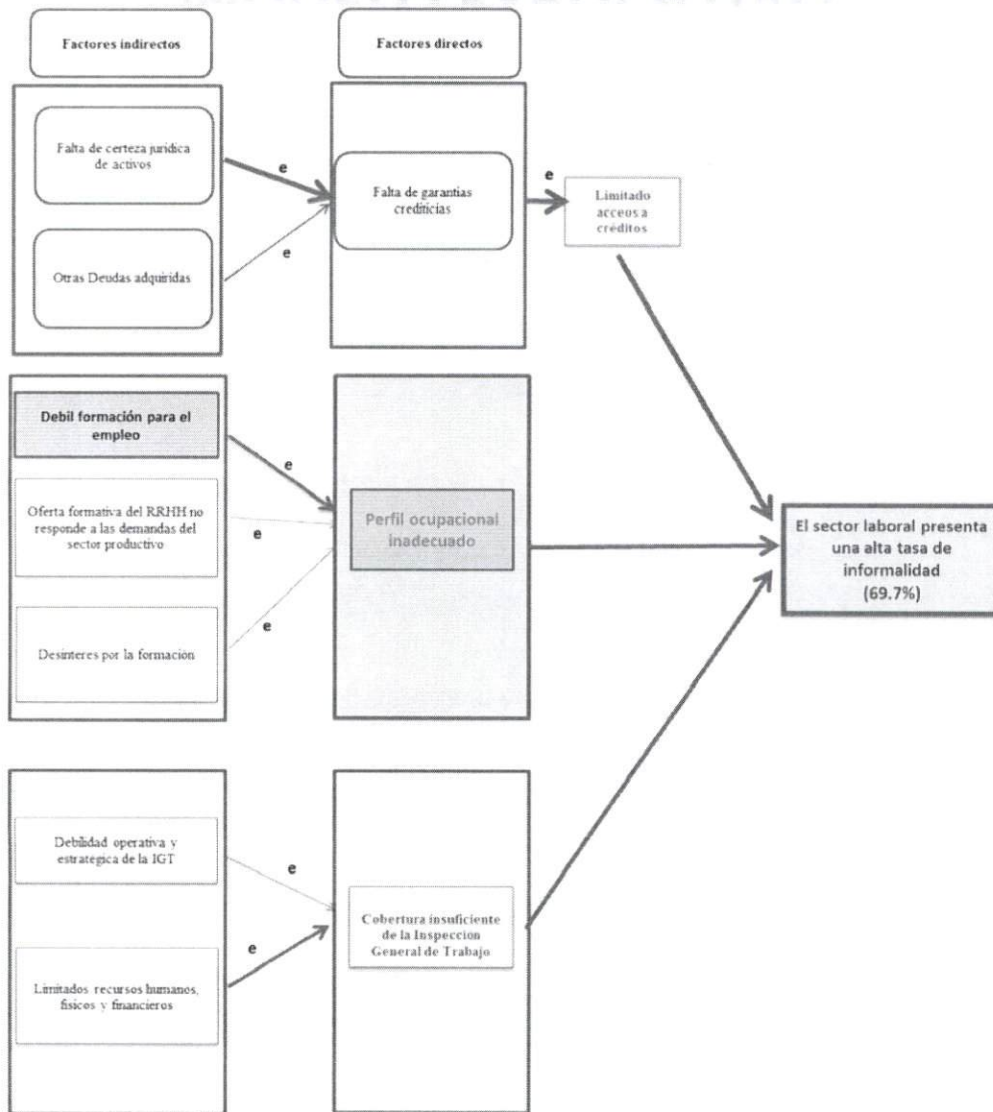 Factores indirectos
Factores directos
Falta de certeza jurídica
de activos
e
Falta de garantías
crediticias
e
Limitado
acceos a
créditos
e
Otras Deudas adquiridas
Debil formación para el
empleo
e
Oferta formativa del RRHH no
responde a las demandas del
sector productivo
e
Perfil ocupacional
inadecuado
El sector laboral presenta
una alta tasa de
informalidad
(69.7%)
e
Desinteres por la formación
Debilidad operativa y
estratégica de la IGT
e
Cobertura insuficiente
de la Inspeccion
General de Trabajo
e
Limitados recursos humanos,
físicos y financieros